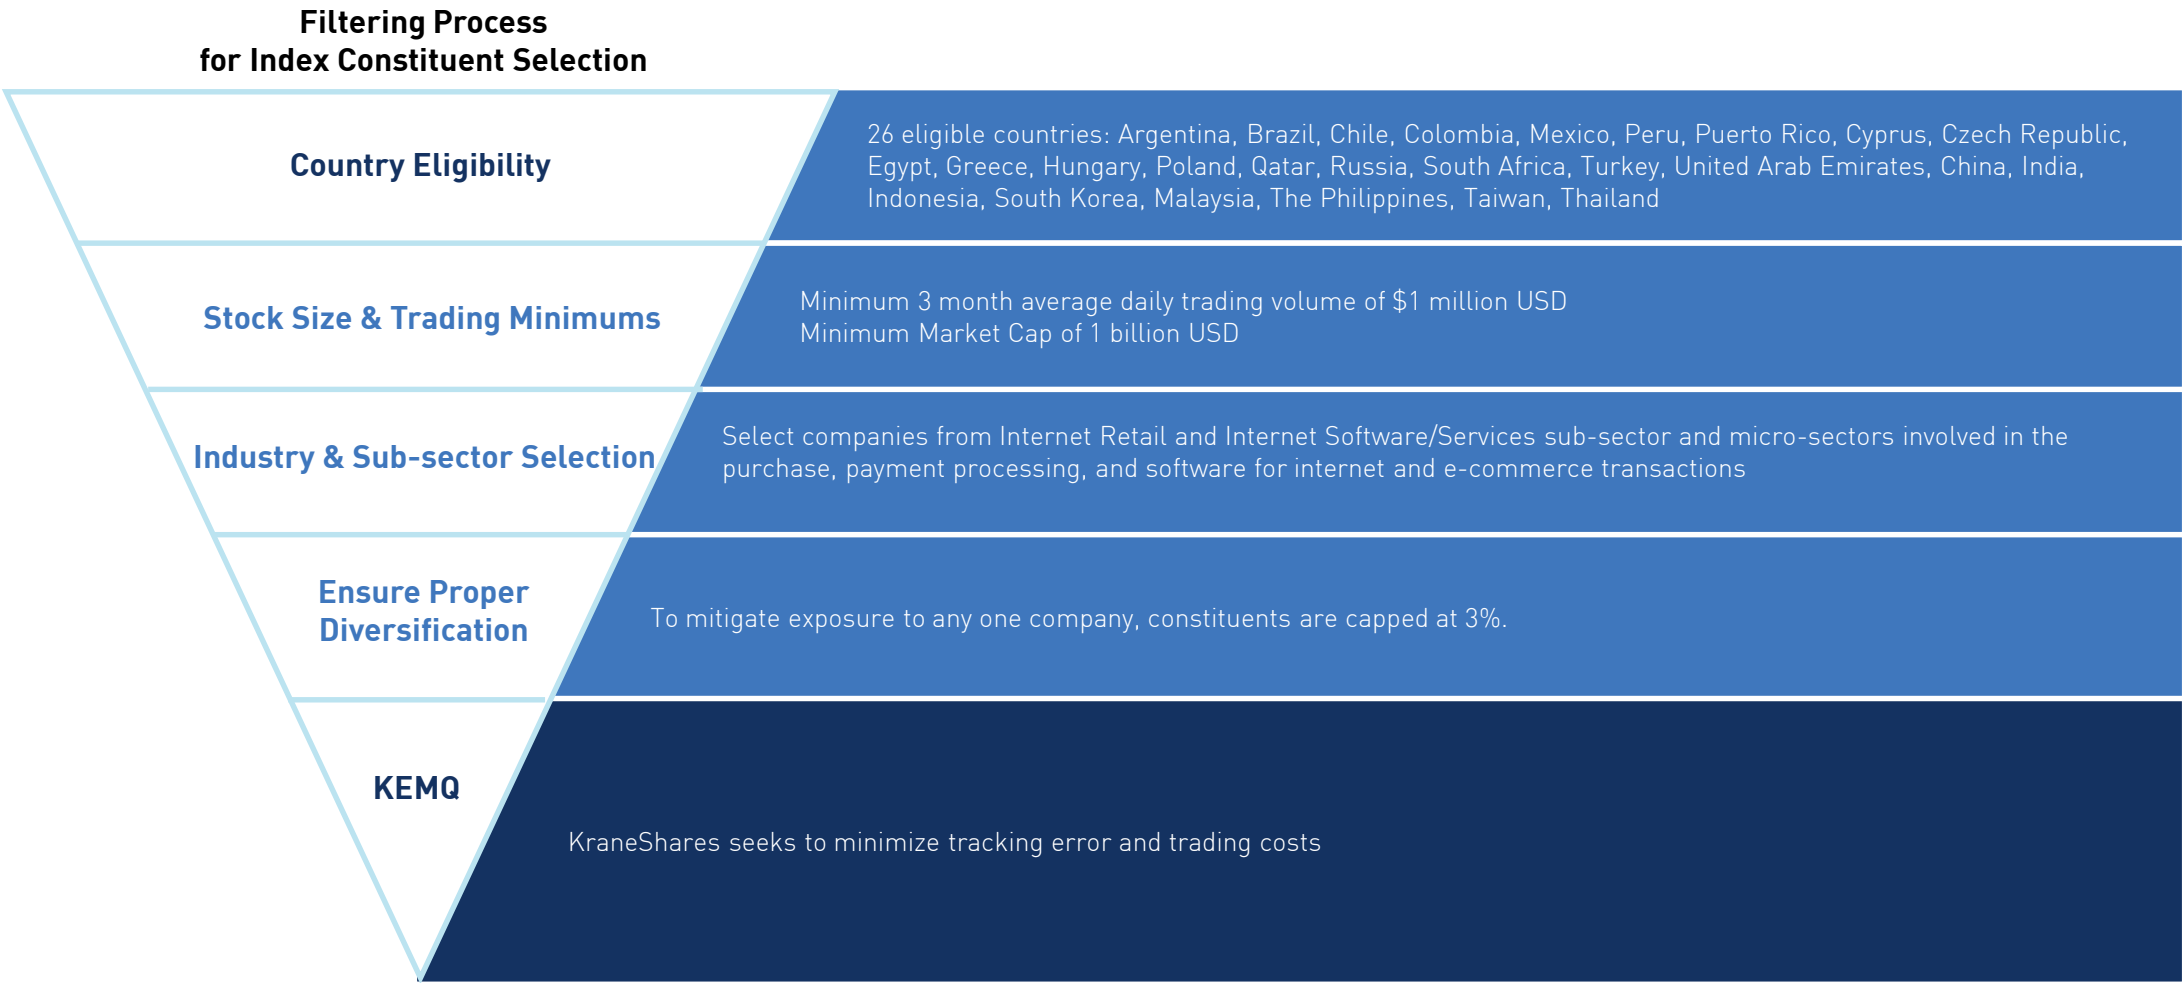 Filtering Process
for Index Constituent Selection
Country Eligibility
26 eligible countries: Argentina, Brazil, Chile, Colombia, Mexico, Peru, Puerto Rico, Cyprus, Czech Republic,
Egypt, Greece, Hungary, Poland, Qatar, Russia, South Africa, Turkey, United Arab Emirates, China, India,
Indonesia, South Korea, Malaysia, The Philippines, Taiwan, Thailand
Stock Size & Trading Minimums
Minimum 3 month average daily trading volume of $1 million USD
Minimum Market Cap of 1 billion USD
Industry & Sub-sector Selection
Select companies from Internet Retail and Internet Software/Services sub-sector and micro-sectors involved in the
purchase, payment processing, and software for internet and e-commerce transactions
Ensure Proper
Diversification
To mitigate exposure to any one company, constituents are capped at 3%.
KEMQ
KraneShares seeks to minimize tracking error and trading costs